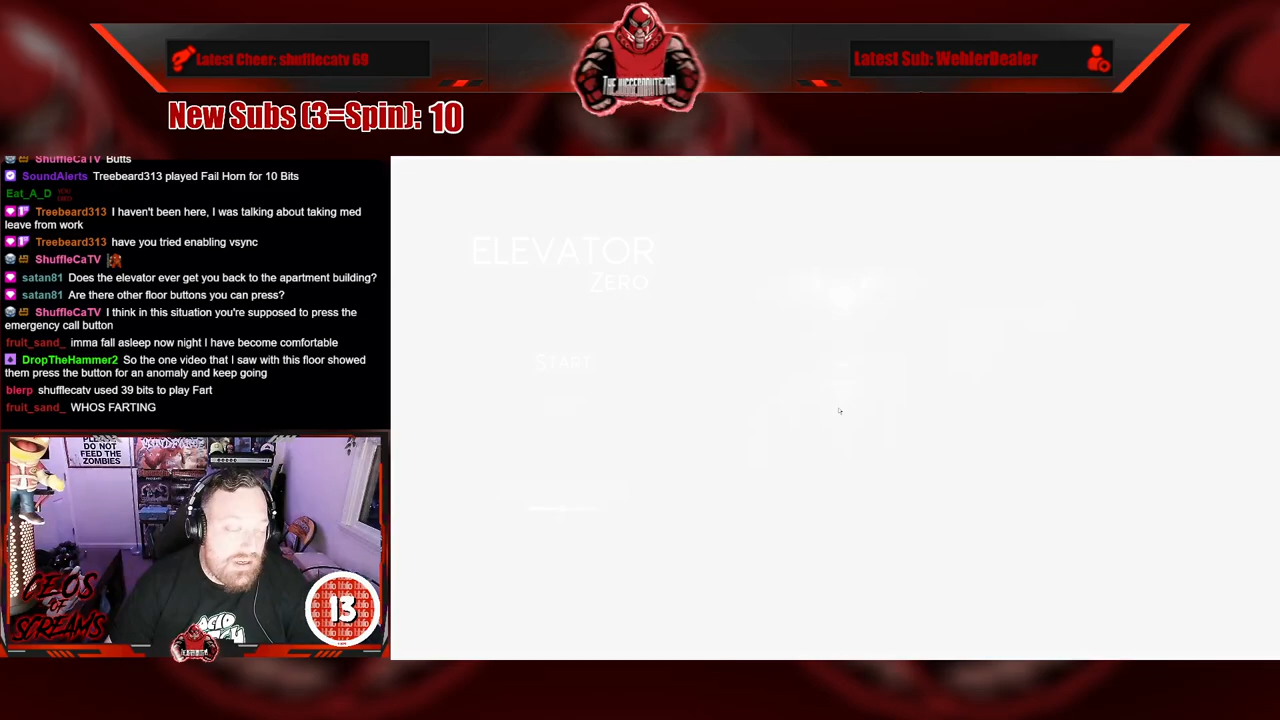 Latest Cheer: shufflecatv 69
THEJUGGERNAUT6784
Latest Sub: WehlerDealer
New Subs (3=Spin): 10
ShuffleCaTV Butts
SoundAlerts Treebeard313 played Fail Horn for 10 Bits
Eat_A_D
Treebeard313 I haven't been here, I was talking about taking med
leave from work
Treebeard313 have you tried enabling vsync
ShuffleCaTV
satan81 Does the elevator ever get you back to the apartment building?
satan81 Are there other floor buttons you can press?
ShuffleCaTV I think in this situation you're supposed to press the
emergency call button
fruit_sand_ imma fall asleep now night I have become comfortable
DropTheHammer2 So the one video that I saw with this floor showed
them press the button for an anomaly and keep going
blerp shufflecatv used 39 bits to play Fart
fruit_sand_ WHOS FARTING
ELEVATOR
ZERO
START
PLEASE
DO NOT
FEED THE
ZOMBIES
CEOS
OF
SCREAMS
13